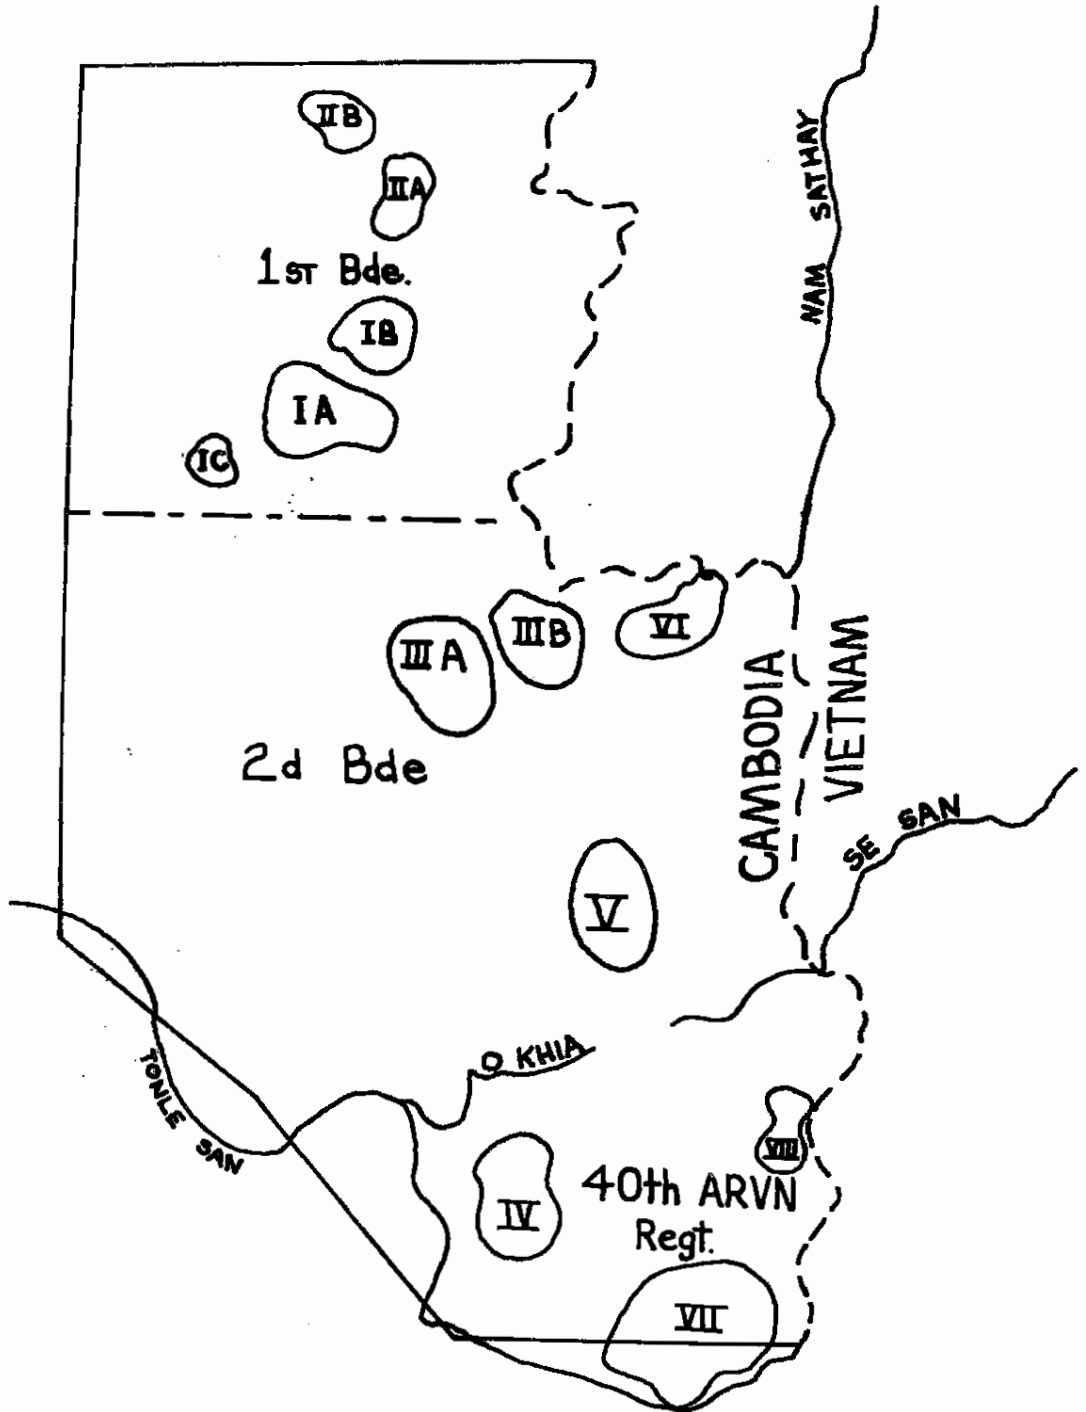 IIB
IIA
1ST Bde.
IB
IA
IC
NAM SATHAY
IIIA
IIIB
VI
2d Bde
CAMBODIA
VIETNAM
SE SAN
V
O KHIA
TONLE SAN
VIII
IV
40th ARVN
Regt.
VII